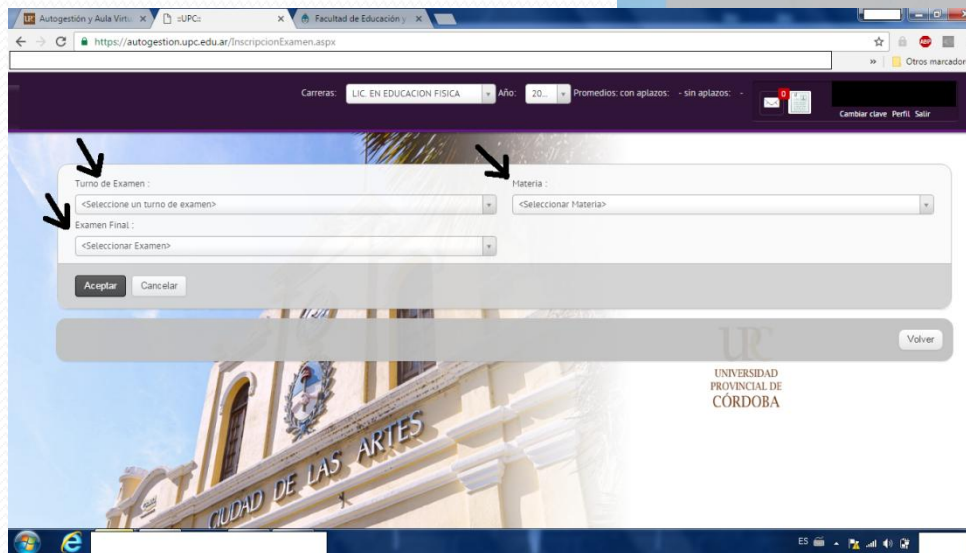 Autogestión y Aula Virtu
::UPC::
Facultad de Educación y
https://autogestion.upc.edu.ar/InscripcionExamen.aspx
» Otros marcador
Carreras: LIC. EN EDUCACION FISICA Año: 20... Promedios: con aplazos: - sin aplazos: -
0
Cambiar clave Perfil Salir
Turno de Examen :
<Seleccione un turno de examen>
Materia :
<Seleccionar Materia>
Examen Final :
<Seleccionar Examen>
Aceptar Cancelar
Volver
UPC
UNIVERSIDAD
PROVINCIAL DE
CÓRDOBA
CIUDAD DE LAS ARTES
ES